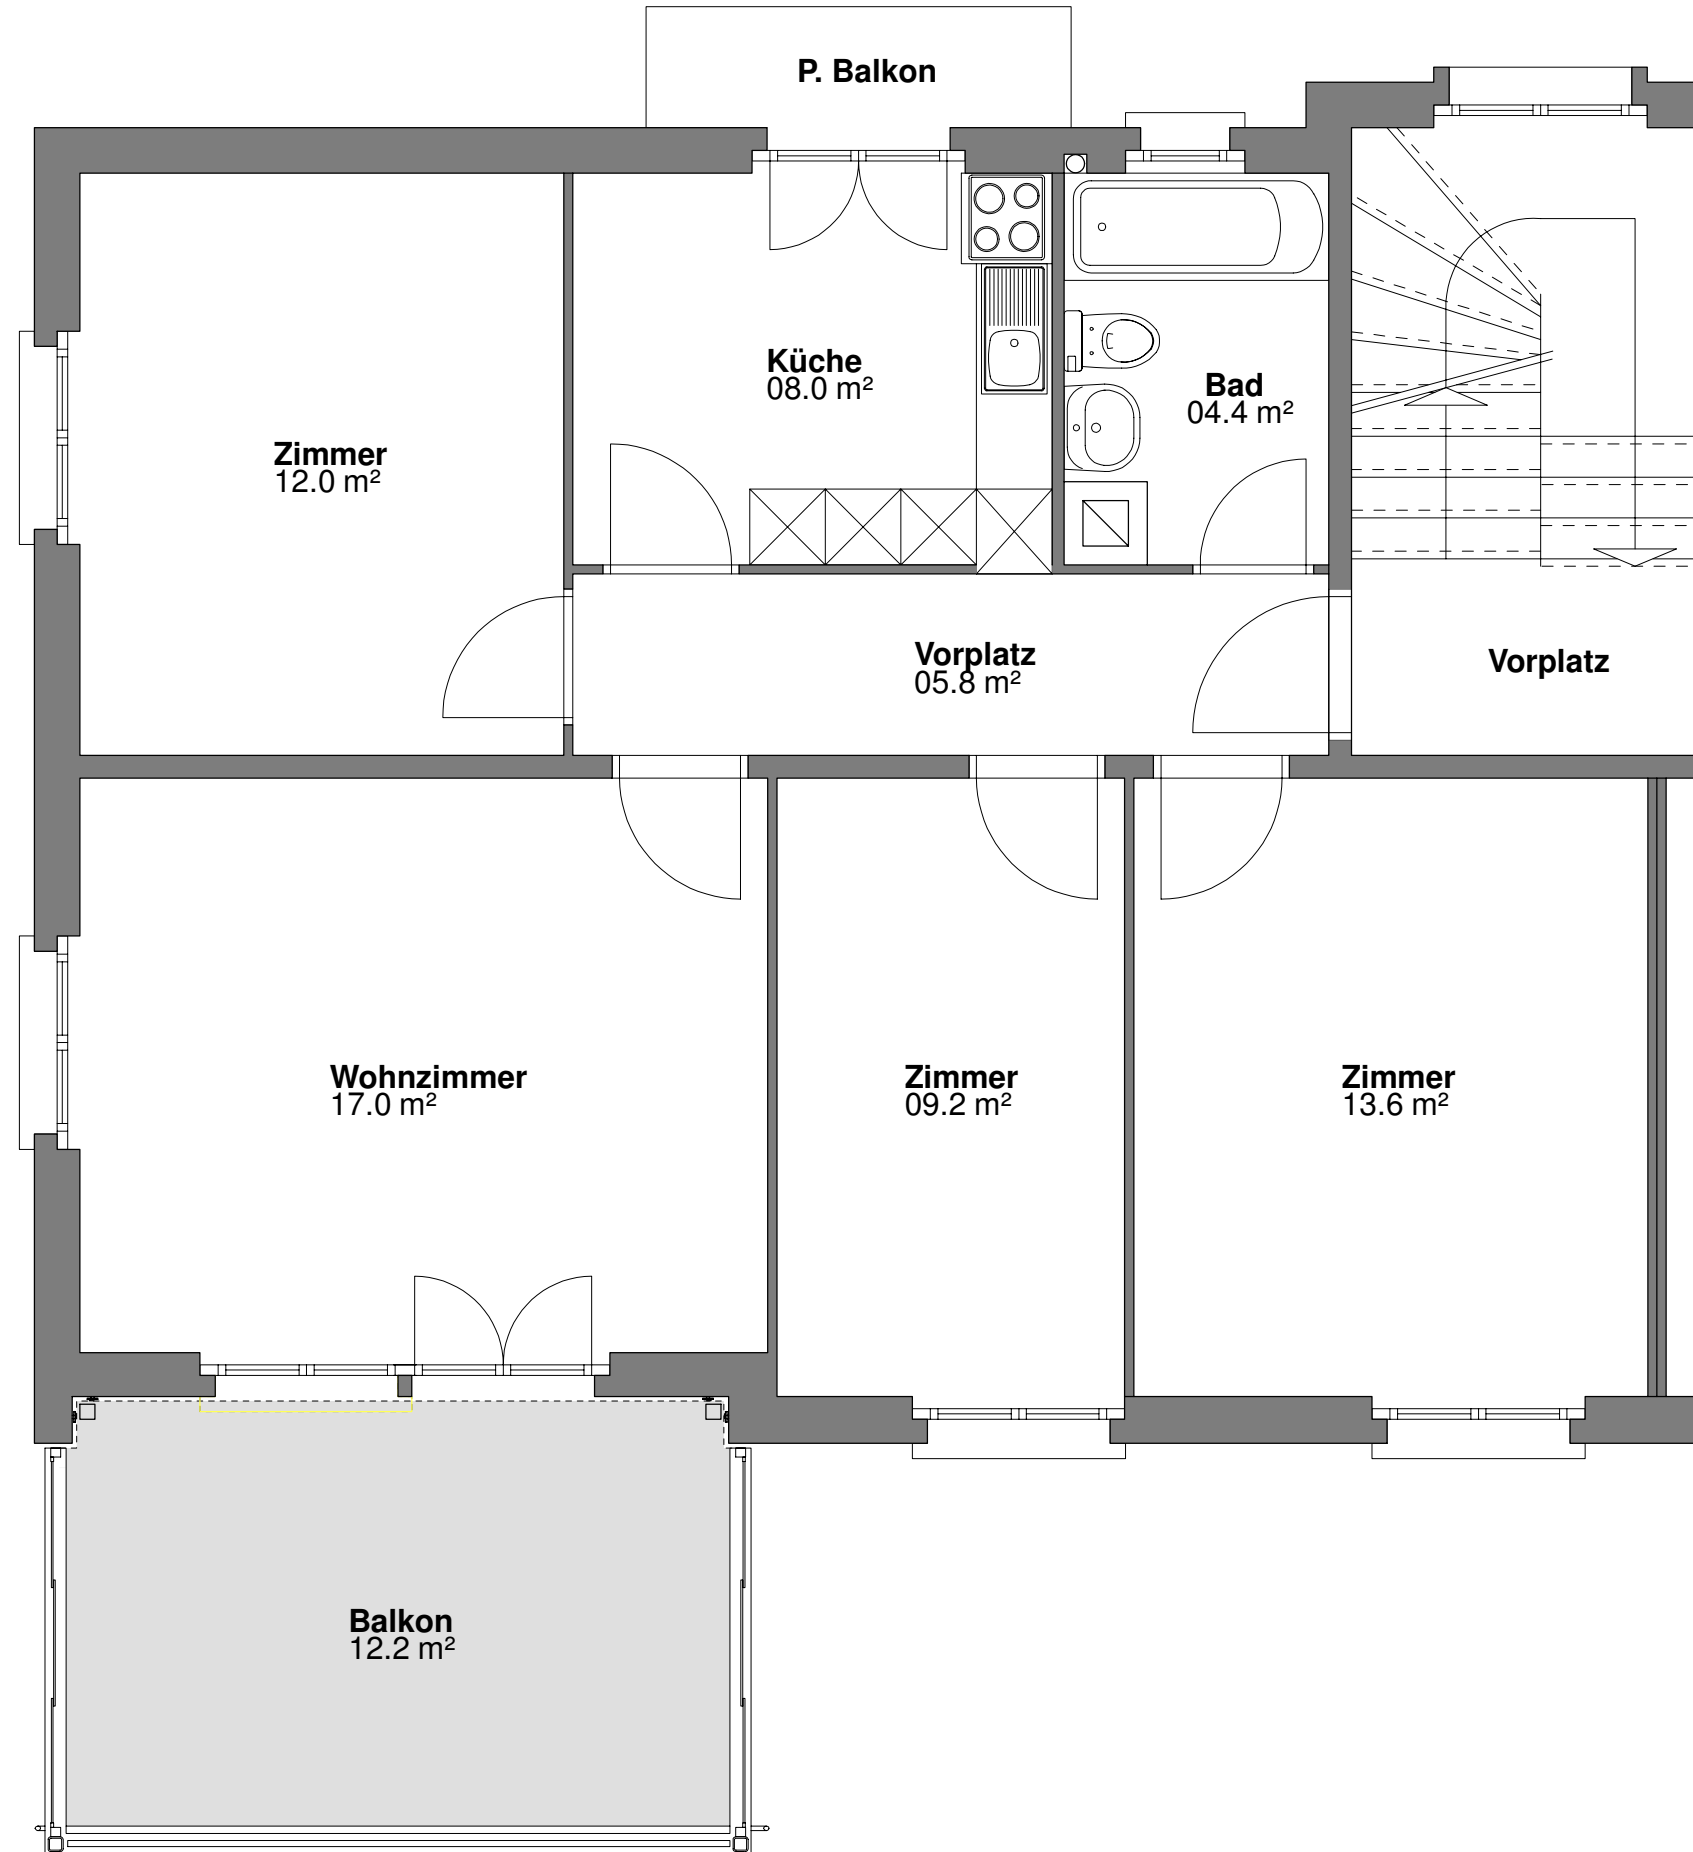 P. Balkon
Küche
08.0 m²
Bad
04.4 m²
Zimmer
12.0 m²
Vorplatz
05.8 m²
Vorplatz
Wohnzimmer
17.0 m²
Zimmer
09.2 m²
Zimmer
13.6 m²
Balkon
12.2 m²